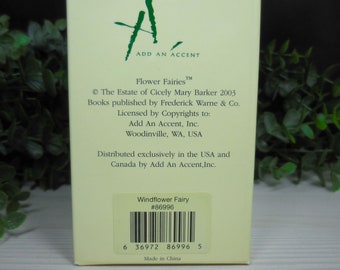 ADD AN ACCENT
Flower Fairies™
© The Estate of Cicely Mary Barker 2003
Books published by Frederick Warne & Co.
Licensed by Copyrights to:
Add An Accent, Inc.
Woodinville, WA, USA
Distributed exclusively in the USA and
Canada by Add An Accent,Inc.
Windflower Fairy
#86996
6 36972 86996 5
Made in China